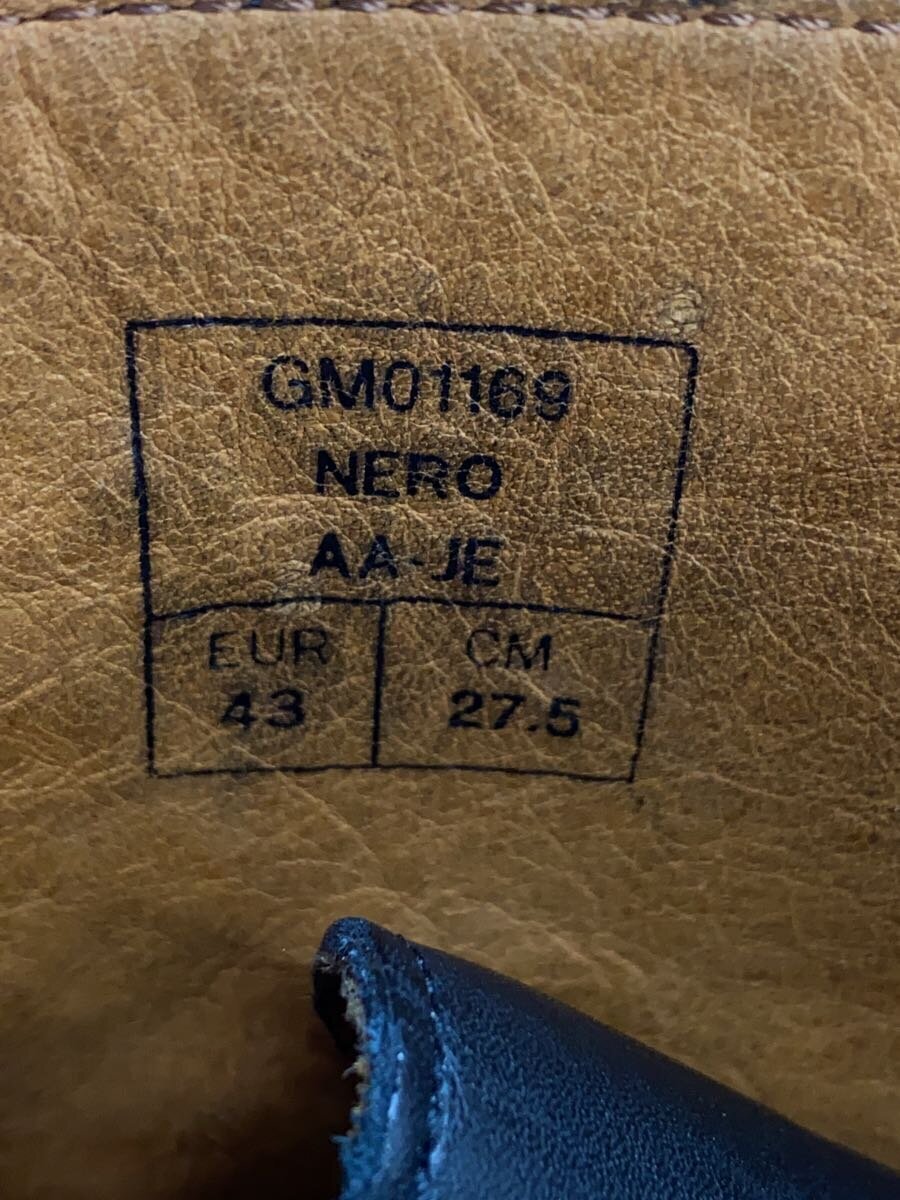 GM01169
NERO
AA-JE
EUR CM
43 27.5